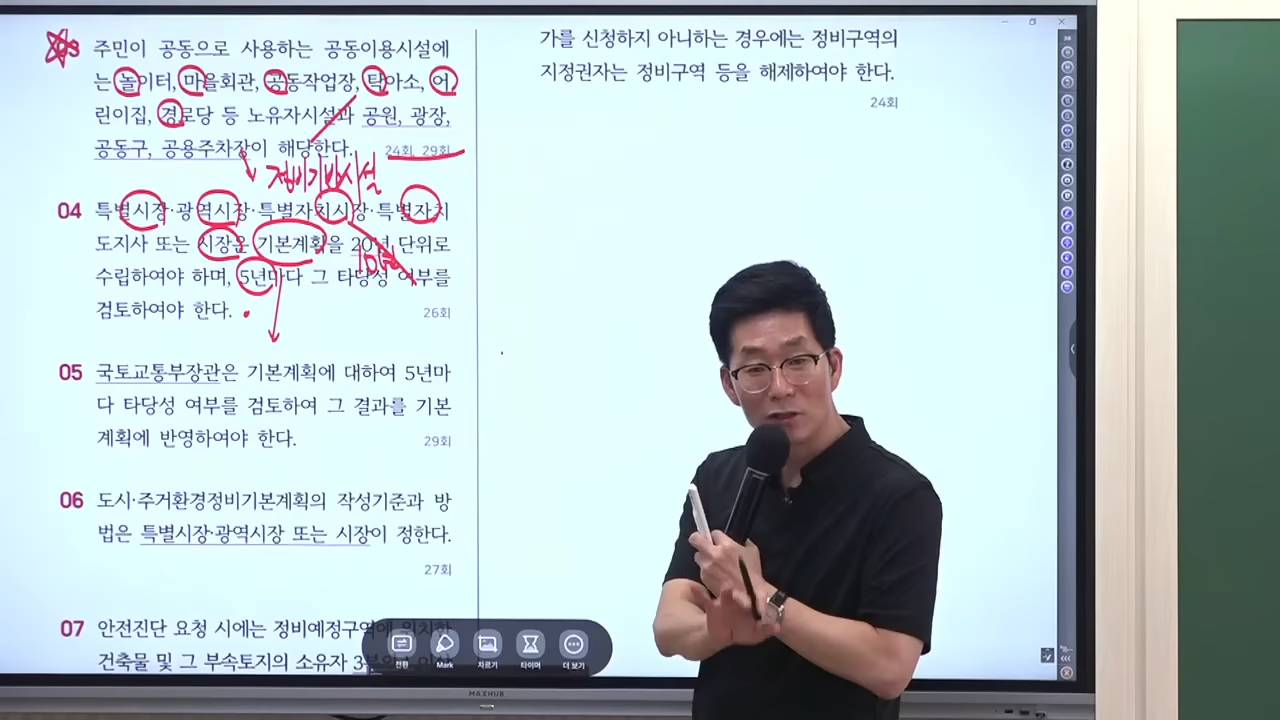 03 주민이 공동으로 사용하는 공동이용시설에
는 놀이터, 마을회관, 공동작업장, 탁아소, 어
린이집, 경로당 등 노유자시설과 공원, 광장,
공동구, 공용주차장이 해당한다. 24회, 29회
정비기반시설
04 특별시장·광역시장·특별자치시장·특별자치
도지사 또는 시장은 기본계획을 20년 단위로
10년
수립하여야 하며, 5년마다 그 타당성 여부를
검토하여야 한다. 26회
05 국토교통부장관은 기본계획에 대하여 5년마
다 타당성 여부를 검토하여 그 결과를 기본
계획에 반영하여야 한다. 29회
06 도시·주거환경정비기본계획의 작성기준과 방
법은 특별시장·광역시장 또는 시장이 정한다.
27회
07 안전진단 요청 시에는 정비예정구역에 위치한
건축물 및 그 부속토지의 소유자
가를 신청하지 아니하는 경우에는 정비구역의
지정권자는 정비구역 등을 해제하여야 한다.
24회
전환 Mark 자르기 타이머 더 보기
MAXHUB